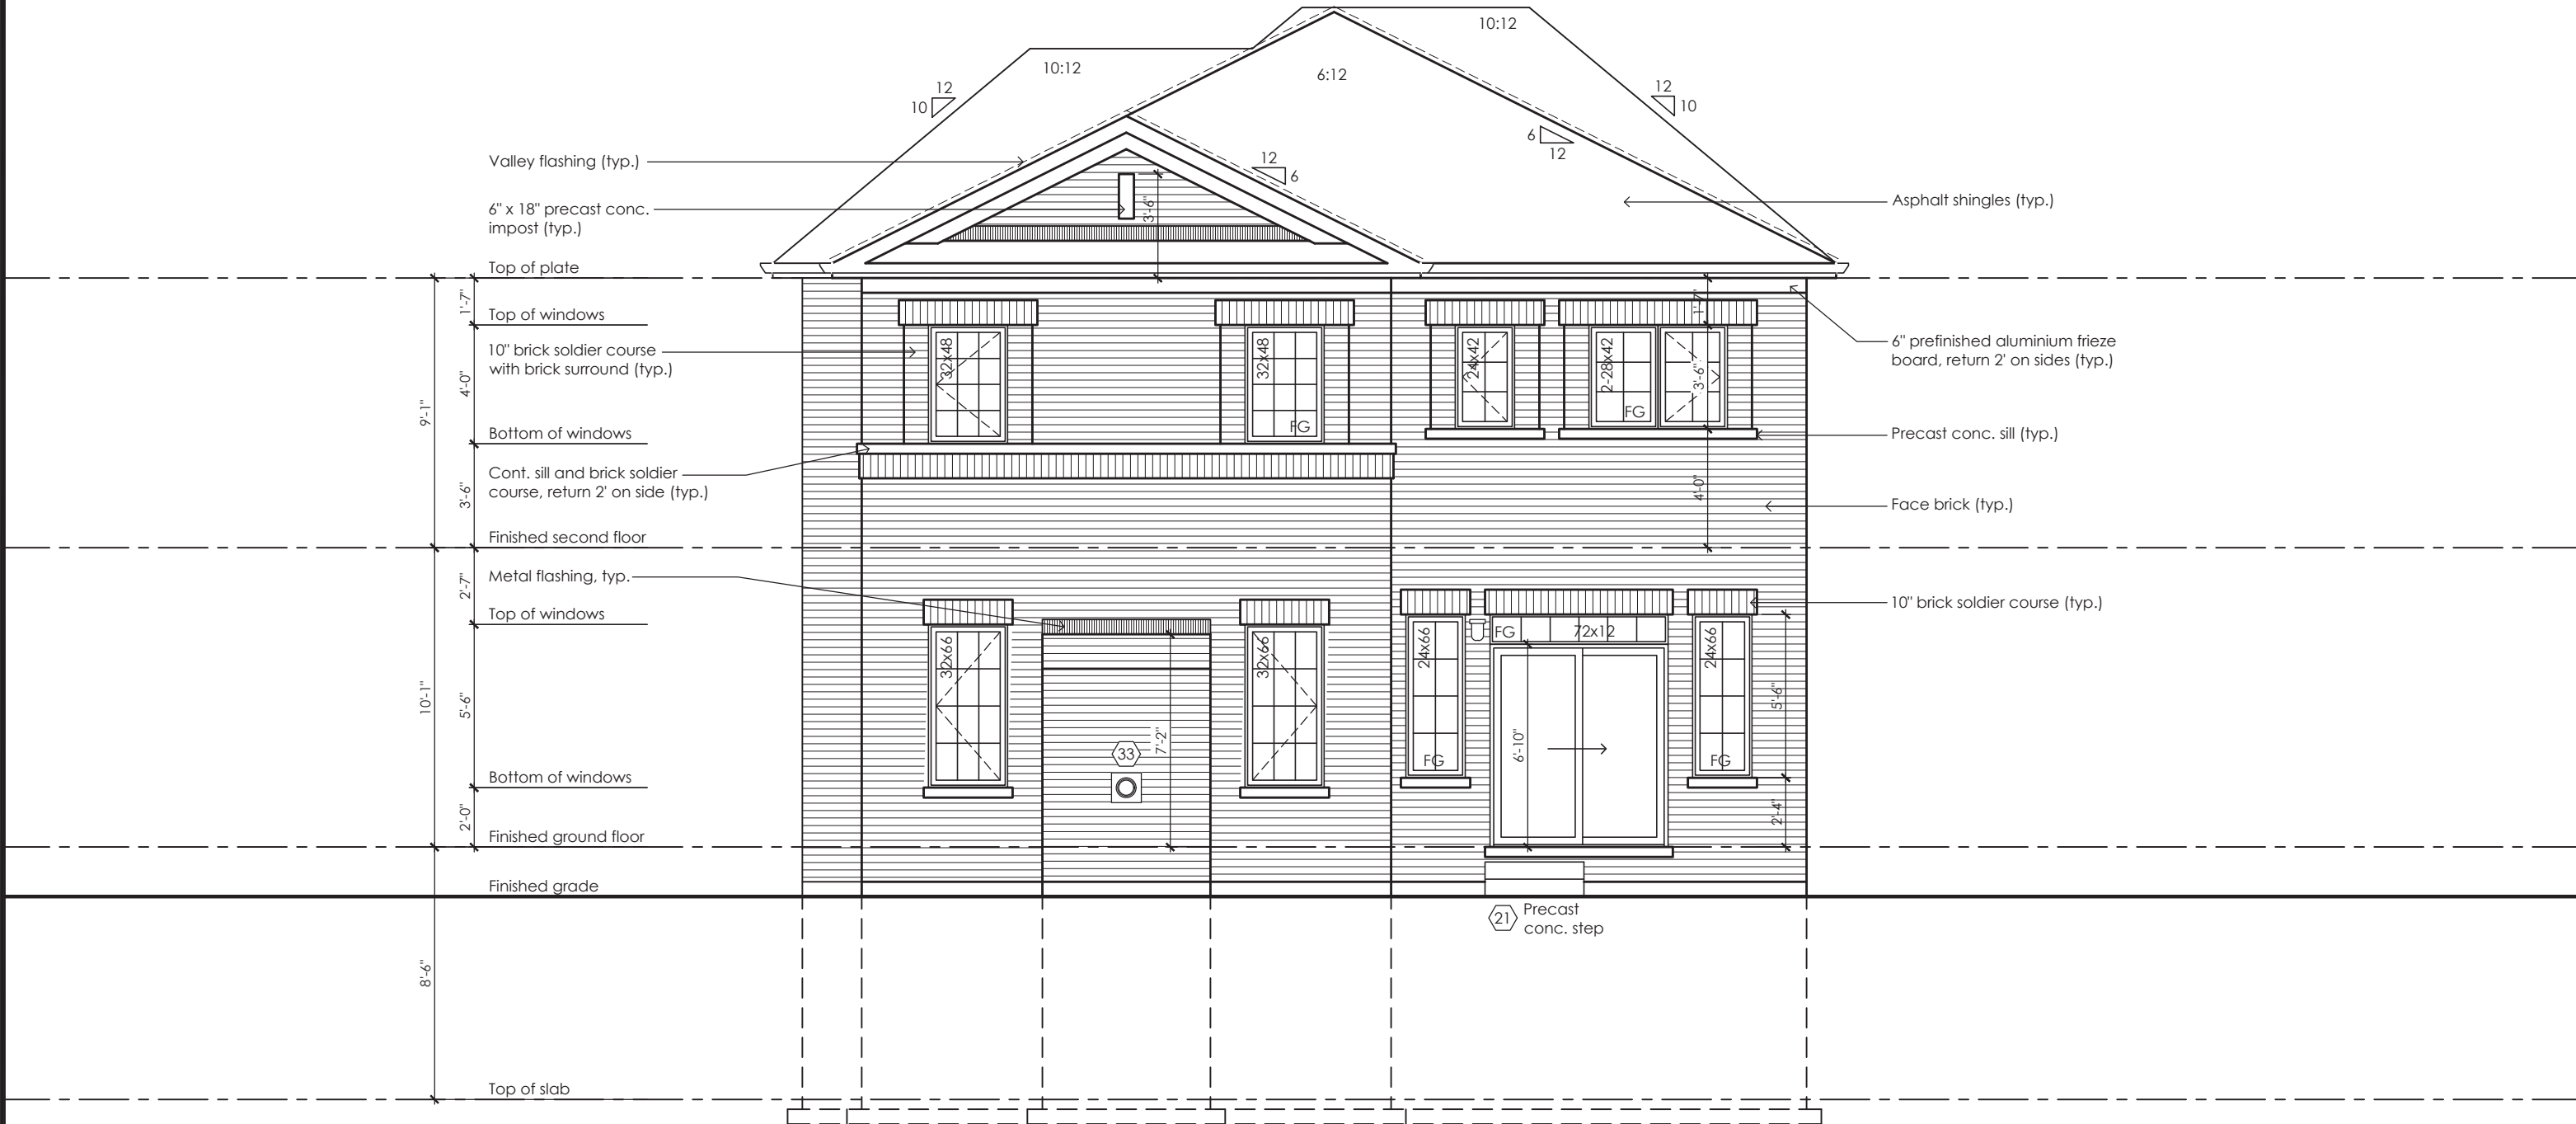 10:12
10:12
6:12
12
10
12
10
6
12
12
6
Valley flashing (typ.)
6" x 18" precast conc.
impost (typ.)
3'-6"
Asphalt shingles (typ.)
Top of plate
1'-7"
Top of windows
10" brick soldier course
with brick surround (typ.)
4'-0"
9'-1"
Bottom of windows
Cont. sill and brick soldier
course, return 2' on side (typ.)
3'-6"
Finished second floor
32x48
32x48
FG
24x42
2-28x42
FG
1'-7"
3'-6"
4'-0"
6" prefinished aluminium frieze
board, return 2' on sides (typ.)
Precast conc. sill (typ.)
Face brick (typ.)
Metal flashing, typ.
2'-7"
Top of windows
10'-1"
5'-6"
Bottom of windows
2'-0"
Finished ground floor
Finished grade
32x66
33
7'-2"
32x66
24x66
FG
FG
72x12
6'-10"
24x66
FG
5'-6"
2'-4"
10" brick soldier course (typ.)
21
Precast
conc. step
8'-6"
Top of slab